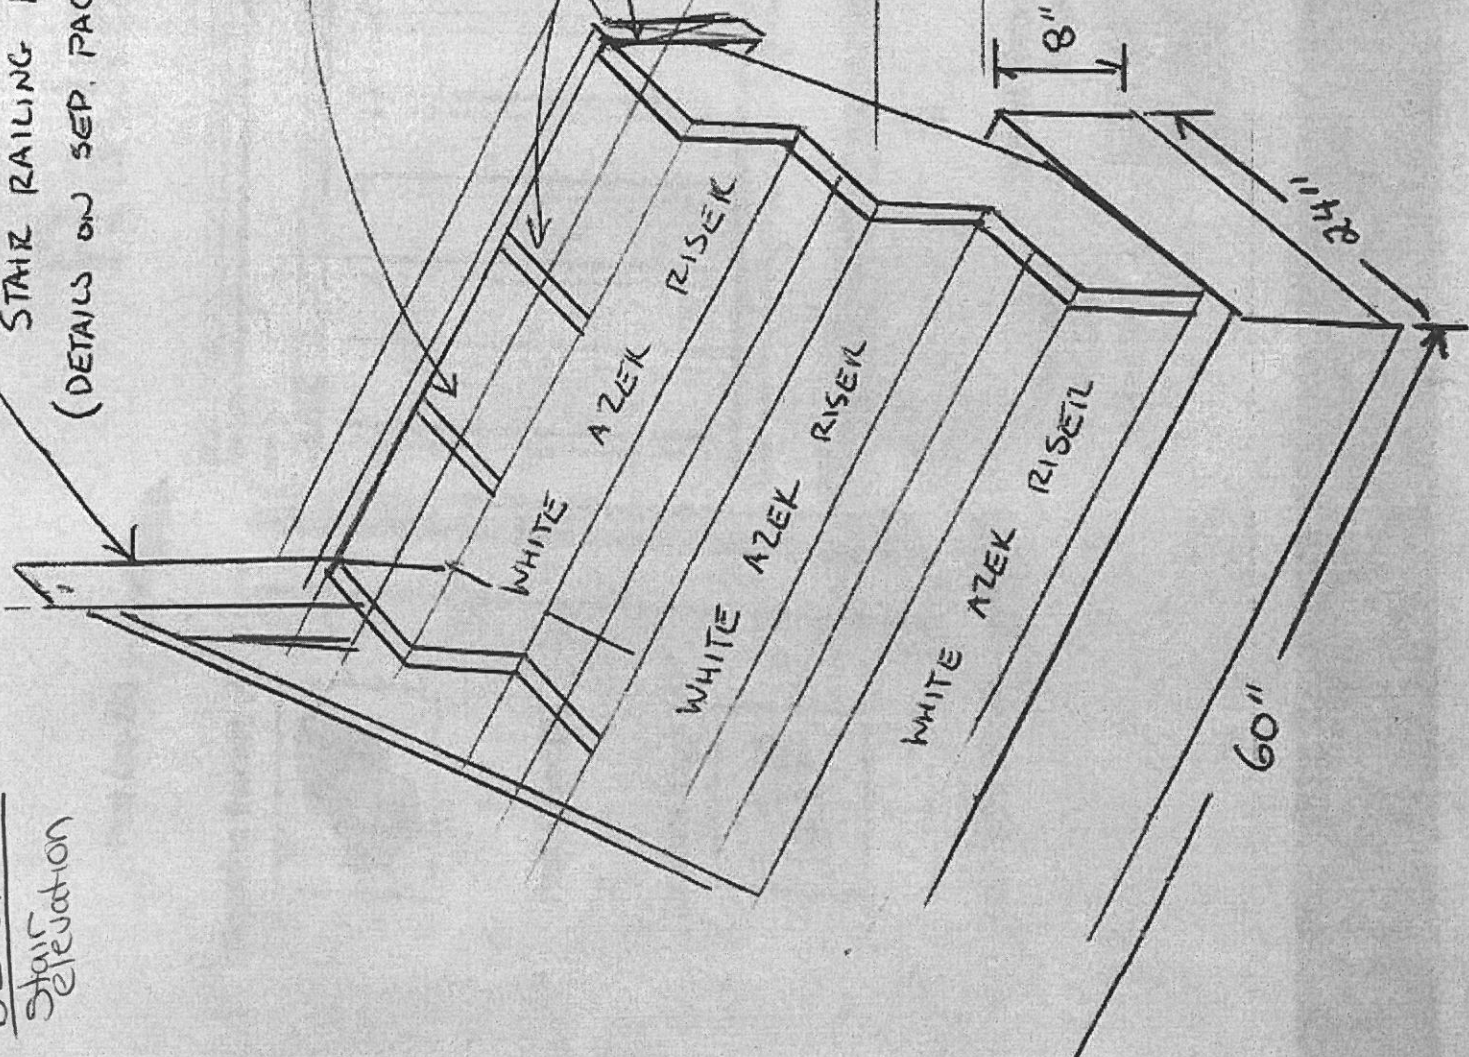 STAIR RAILING
(DETAILS ON SEP. PAG
8"
24"
WHITE AZEK RISER
WHITE AZEK RISER
WHITE AZEK RISER
60"
Stair
elevation